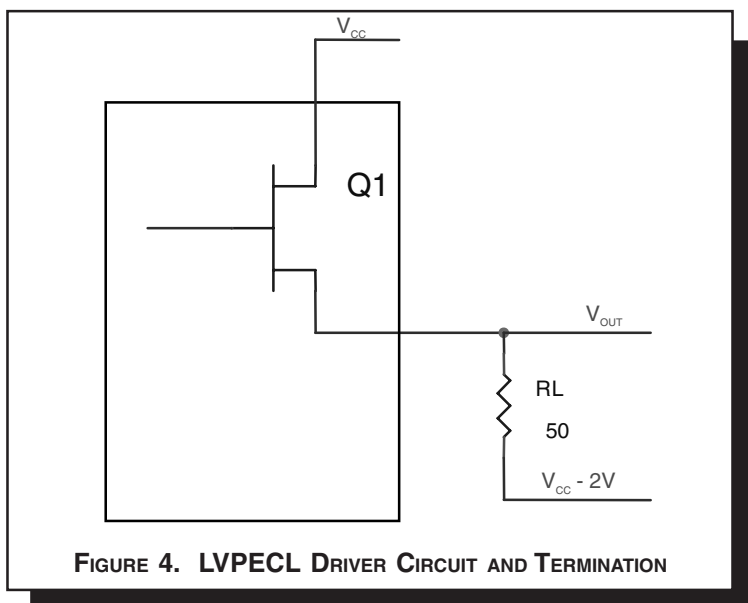 VCC
Q1
VOUT
RL
50
VCC - 2V
FIGURE 4. LVPECL DRIVER CIRCUIT AND TERMINATION